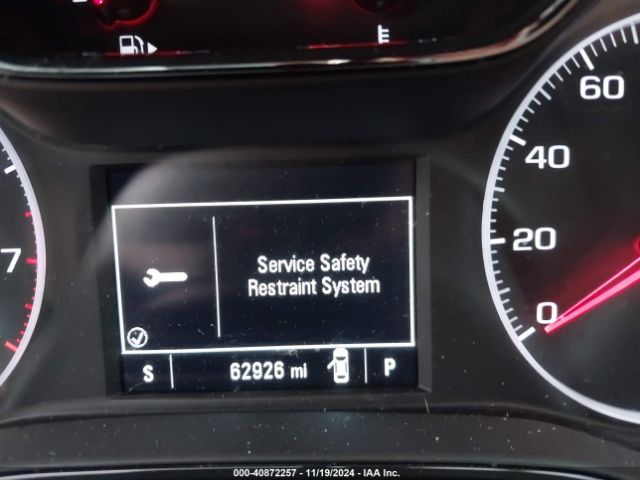 E
60
40
20
0
7
Service Safety
Restraint System
S 62926 mi P
000-40872257 - 11/19/2024 - IAA Inc.